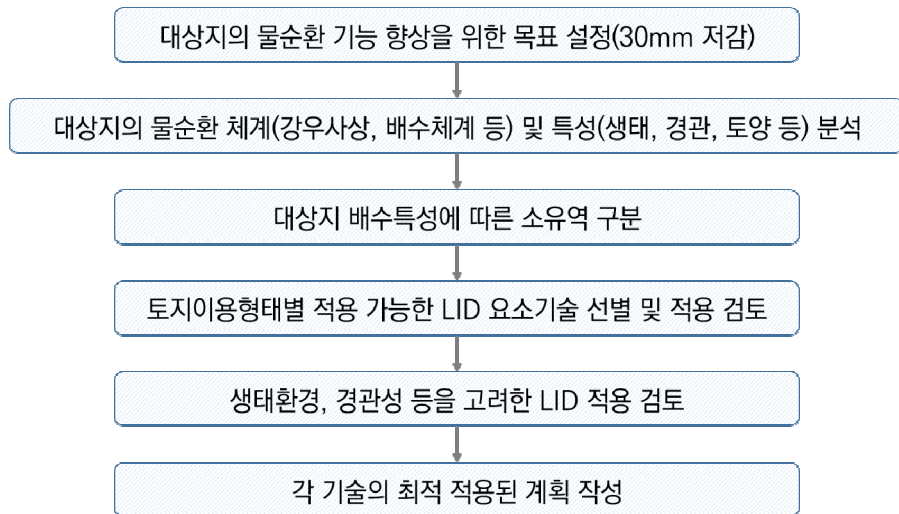 대상지의 물순환 기능 향상을 위한 목표 설정(30mm 저감)
대상지의 물순환 체계(강우사상, 배수체계 등) 및 특성(생태, 경관, 토양 등) 분석
대상지 배수특성에 따른 소유역 구분
토지이용형태별 적용 가능한 LID 요소기술 선별 및 적용 검토
생태환경, 경관성 등을 고려한 LID 적용 검토
각 기술의 최적 적용된 계획 작성